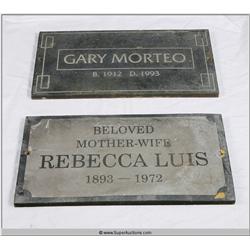 GARY MORTEO
B. 1912 D. 1993
BELOVED
MOTHER-WIFE
REBECCA LUIS
1893 — 1972
© www.SuperAuctions.com